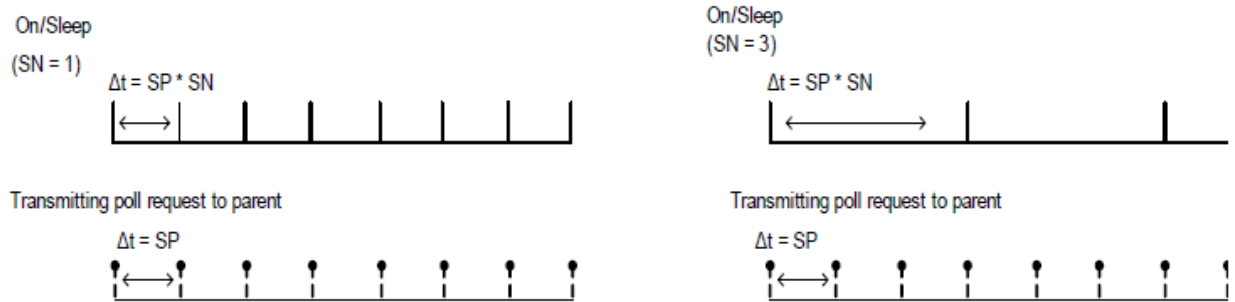 On/Sleep
(SN = 1)
Δt = SP * SN
Transmitting poll request to parent
Δt = SP
On/Sleep
(SN = 3)
Δt = SP * SN
Transmitting poll request to parent
Δt = SP